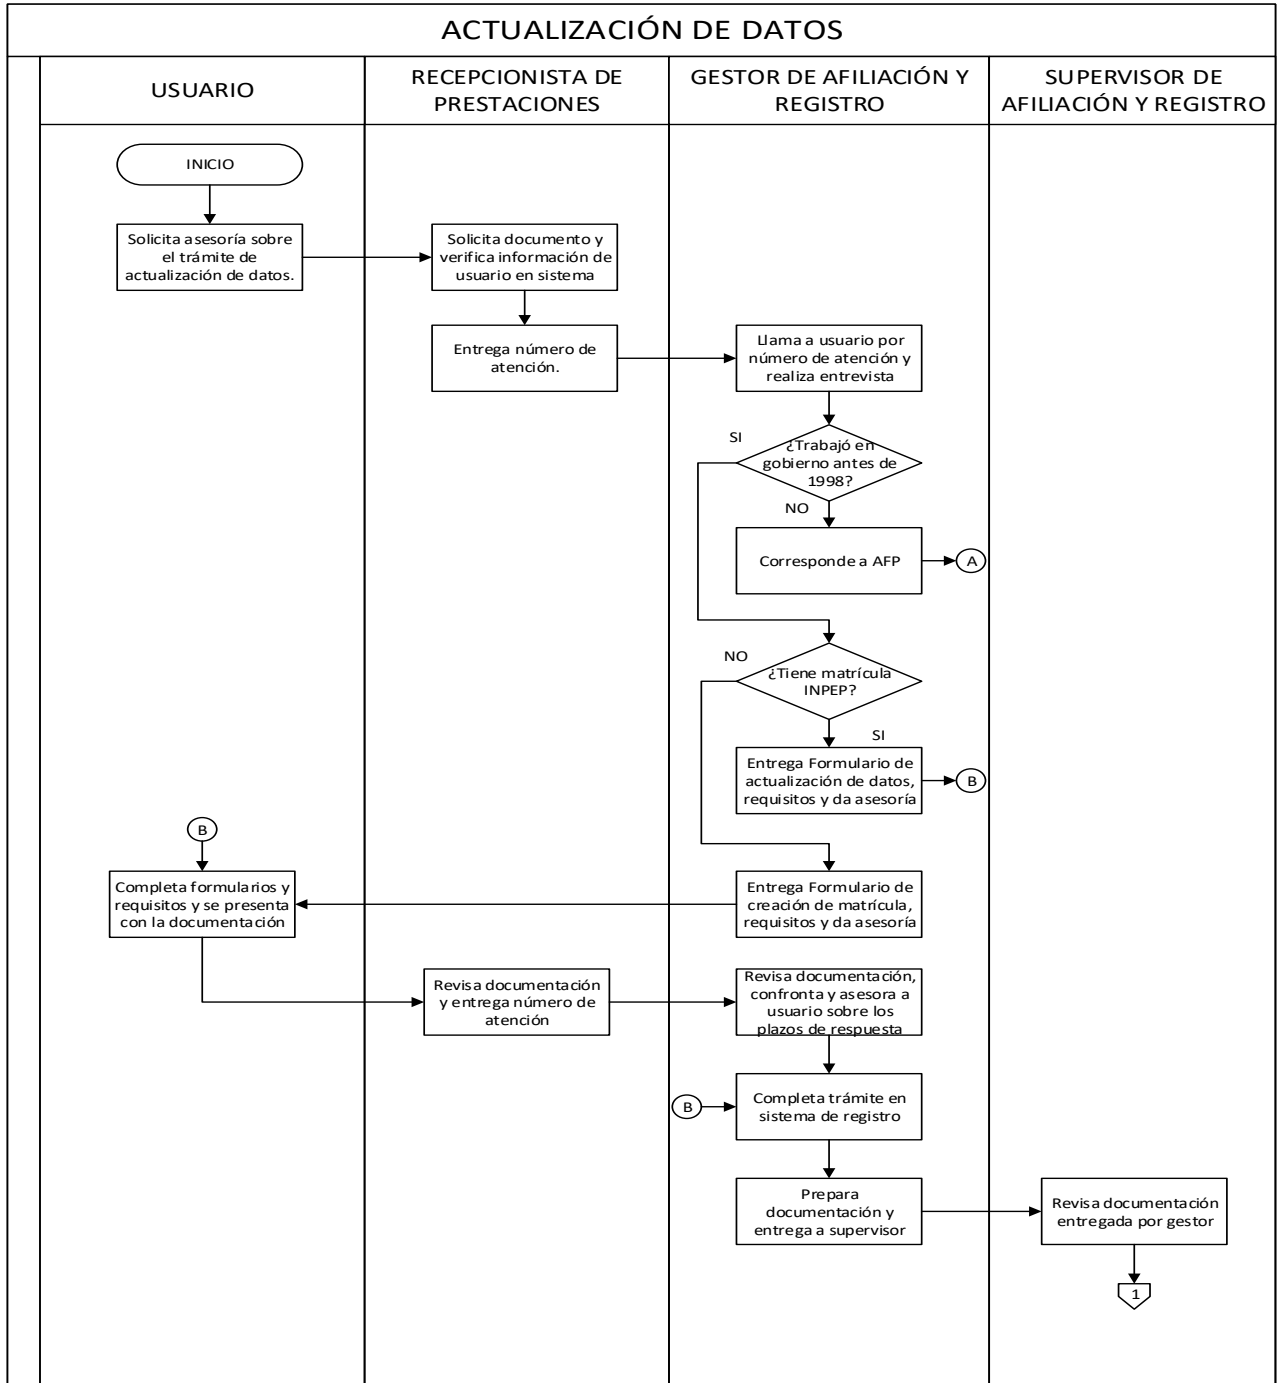 ACTUALIZACIÓN DE DATOS
USUARIO
RECEPCIONISTA DE
PRESTACIONES
GESTOR DE AFILIACIÓN Y
REGISTRO
SUPERVISOR DE
AFILIACIÓN Y REGISTRO
INICIO
Solicita asesoría sobre
el trámite de
actualización de datos.
Solicita documento y
verifica información de
usuario en sistema
Entrega número de
atención.
Llama a usuario por
número de atención y
realiza entrevista
SI
¿Trabajó en
gobierno antes de
1998?
NO
Corresponde a AFP
A
NO
¿Tiene matrícula
INPEP?
SI
Entrega Formulario de
actualización de datos,
requisitos y da asesoría
B
B
Completa formularios y
requisitos y se presenta
con la documentación
Entrega Formulario de
creación de matrícula,
requisitos y da asesoría
Revisa documentación
y entrega número de
atención
Revisa documentación,
confronta y asesora a
usuario sobre los
plazos de respuesta
B
Completa trámite en
sistema de registro
Prepara
documentación y
entrega a supervisor
Revisa documentación
entregada por gestor
1